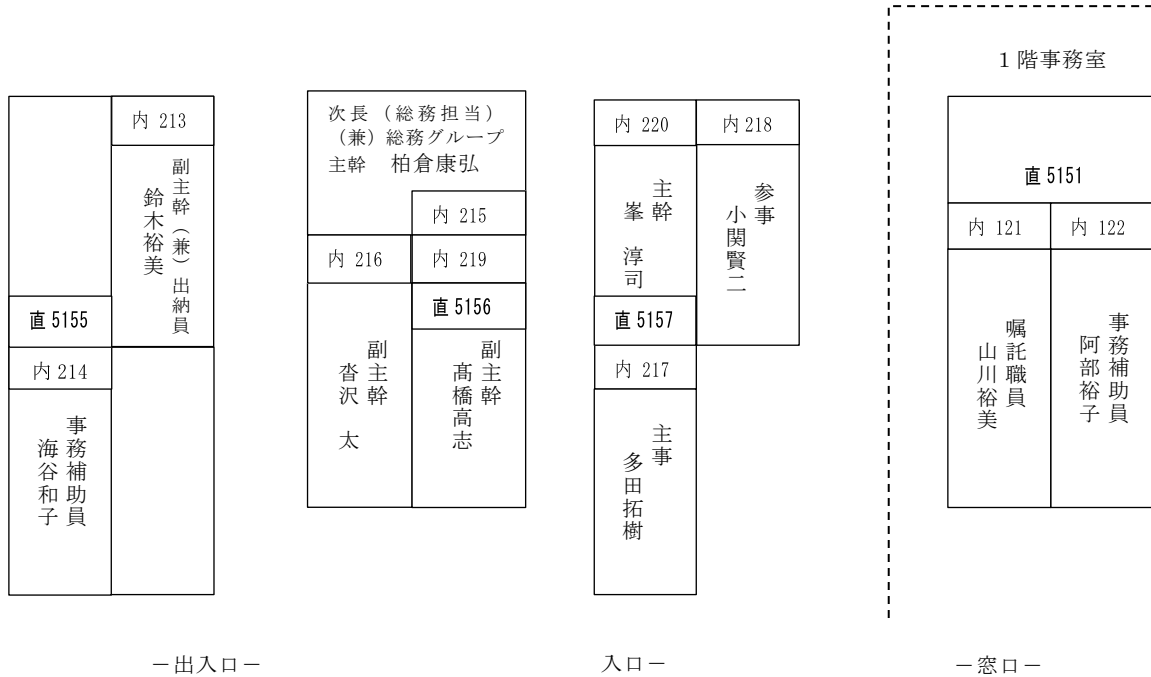 内 213
副主幹（兼）出納員
鈴木裕美
直 5155
内 214
事務補助員
海谷和子
次長（総務担当）
（兼）総務グループ
主幹　柏倉康弘
内 215
内 216
内 219
直 5156
副主幹
沓沢　太
副主幹
髙橋高志
内 220
内 218
主幹
峯　淳司
参事
小関賢二
直 5157
内 217
主事
多田拓樹
１階事務室
直 5151
内 121
内 122
嘱託職員
山川裕美
事務補助員
阿部裕子
－出入口－
入口－
－窓口－